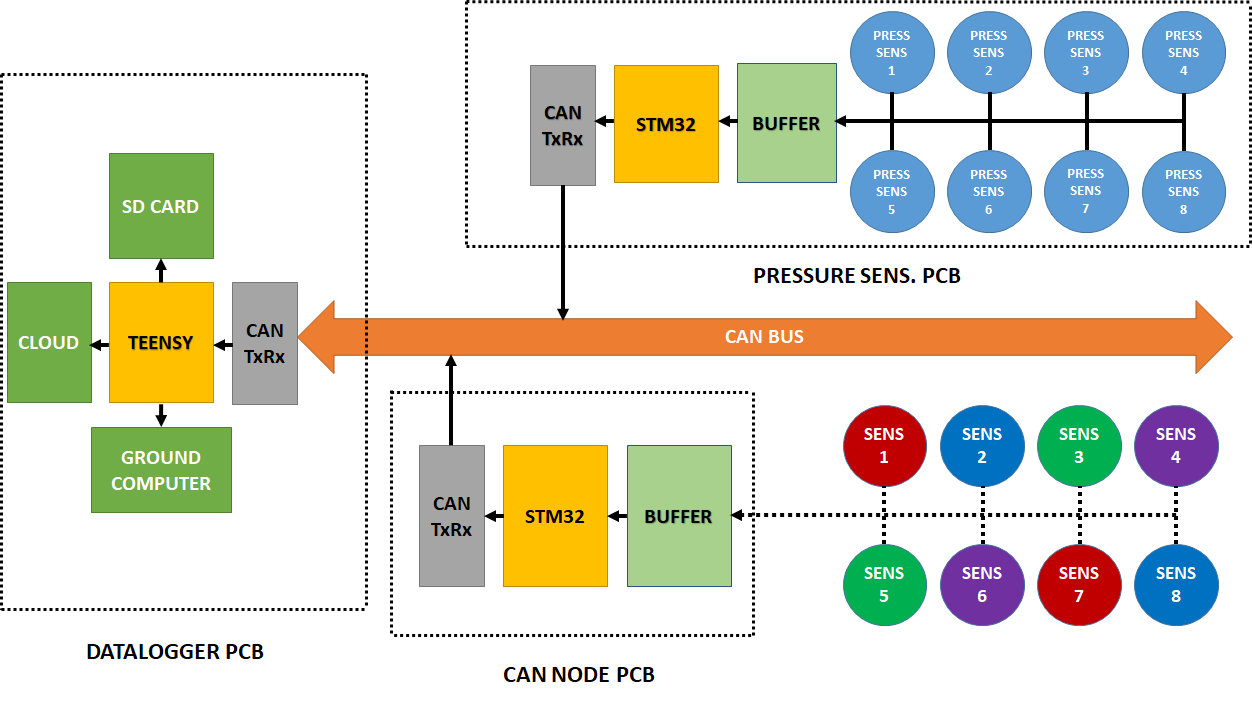 PRESS
SENS
1
PRESS
SENS
2
PRESS
SENS
3
PRESS
SENS
4
CAN
TxRx
STM32
BUFFER
PRESS
SENS
5
PRESS
SENS
6
PRESS
SENS
7
PRESS
SENS
8
PRESSURE SENS. PCB
SD CARD
CLOUD
TEENSY
CAN
TxRx
GROUND
COMPUTER
DATALOGGER PCB
CAN BUS
CAN
TxRx
STM32
BUFFER
CAN NODE PCB
SENS
1
SENS
2
SENS
3
SENS
4
SENS
5
SENS
6
SENS
7
SENS
8